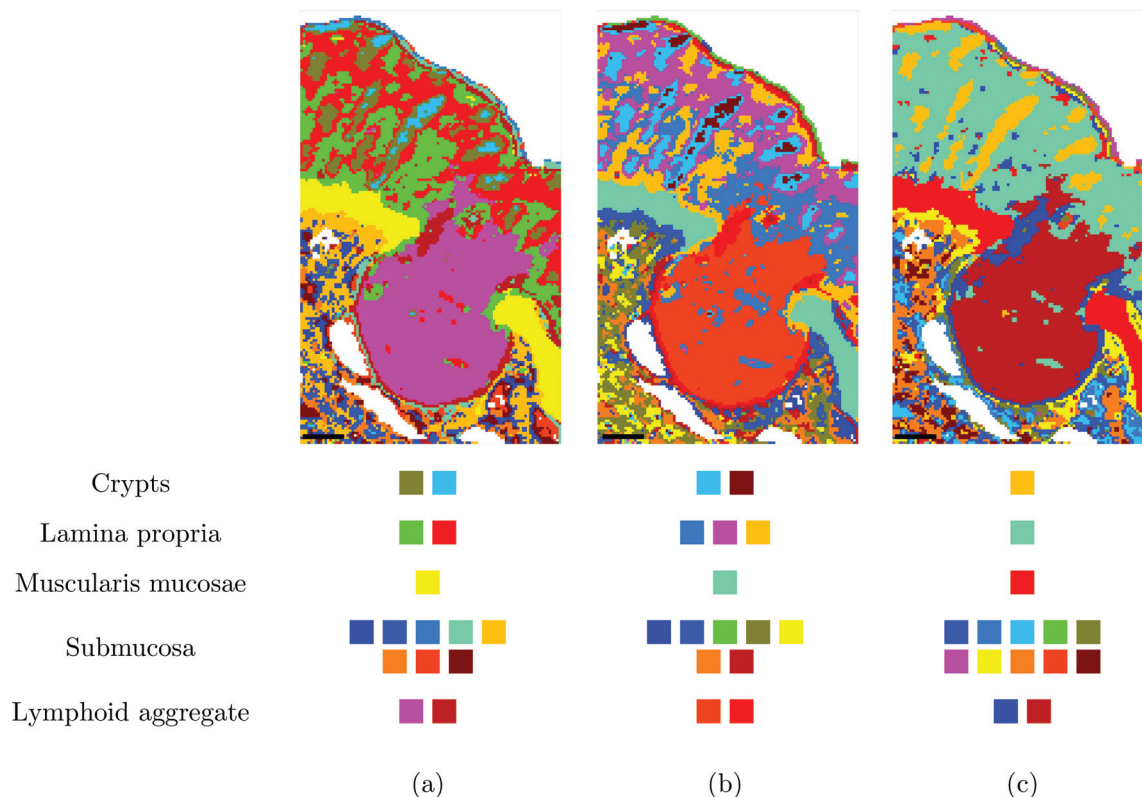 Crypts
Lamina propria
Muscularis mucosae
Submucosa
Lymphoid aggregate
(a) (b) (c)